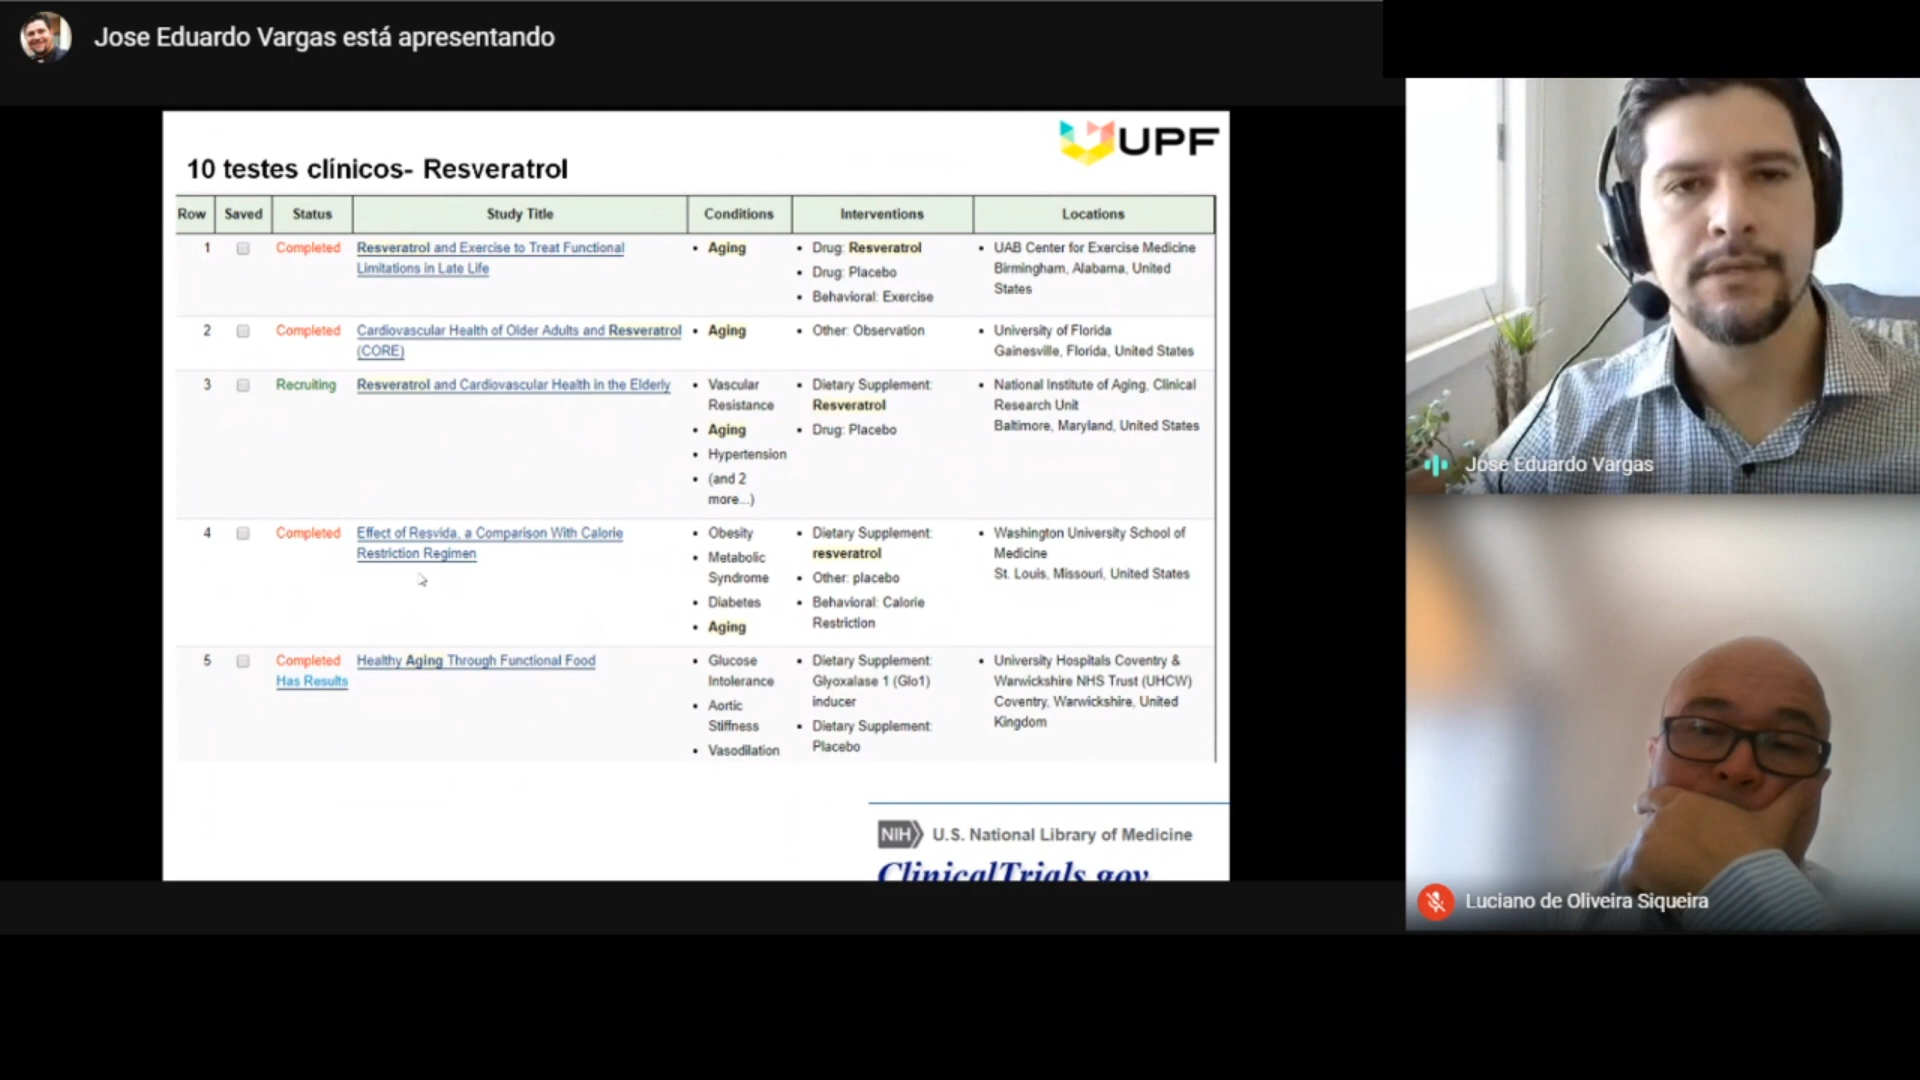 Jose Eduardo Vargas está apresentando
UPF
10 testes clínicos- Resveratrol
Row Saved Status Study Title Conditions Interventions Locations
1 Completed Resveratrol and Exercise to Treat Functional
Limitations in Late Life
• Aging
• Drug: Resveratrol
• Drug: Placebo
• Behavioral: Exercise
• UAB Center for Exercise Medicine
Birmingham, Alabama, United
States
2 Completed Cardiovascular Health of Older Adults and Resveratrol
(CORE)
• Aging
• Other: Observation
• University of Florida
Gainesville, Florida, United States
3 Recruiting Resveratrol and Cardiovascular Health in the Elderly
• Vascular
Resistance
• Aging
• Hypertension
• (and 2
more...)
• Dietary Supplement:
Resveratrol
• Drug: Placebo
• National Institute of Aging, Clinical
Research Unit
Baltimore, Maryland, United States
4 Completed Effect of Resvida, a Comparison With Calorie
Restriction Regimen
• Obesity
• Metabolic
Syndrome
• Diabetes
• Aging
• Dietary Supplement:
resveratrol
• Other: placebo
• Behavioral: Calorie
Restriction
• Washington University School of
Medicine
St. Louis, Missouri, United States
5 Completed
Has Results
Healthy Aging Through Functional Food
• Glucose
Intolerance
• Aortic
Stiffness
• Vasodilation
• Dietary Supplement:
Glyoxalase 1 (Glo1)
inducer
• Dietary Supplement:
Placebo
• University Hospitals Coventry &
Warwickshire NHS Trust (UHCW)
Coventry, Warwickshire, United
Kingdom
NIH U.S. National Library of Medicine
ClinicalTrials.gov
Jose Eduardo Vargas
Luciano de Oliveira Siqueira